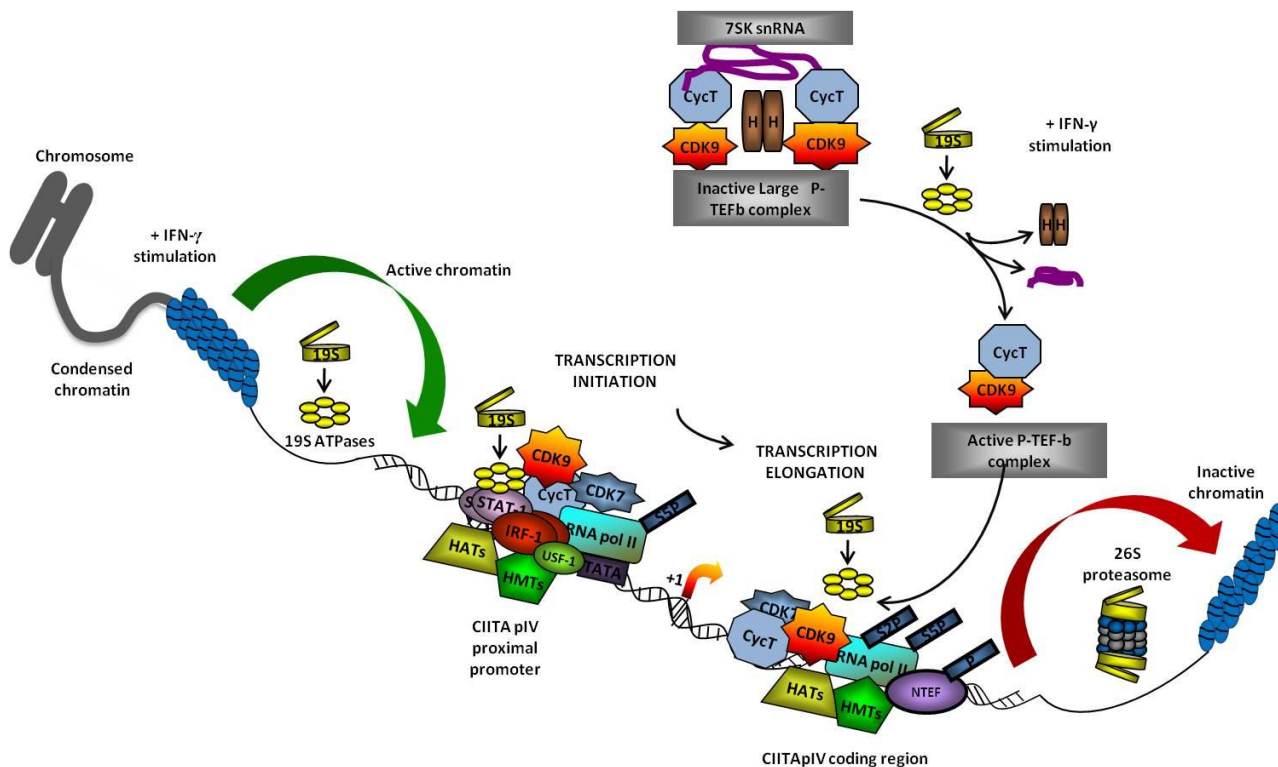 7SK snRNA
CycT
CycT
H H
CDK9
CDK9
Inactive Large P-
TEFb complex
19S
+ IFN-γ
stimulation
H H
CycT
CDK9
Active P-TEF-b
complex
Chromosome
+ IFN-γ
stimulation
Active chromatin
Condensed
chromatin
19S
19S ATPases
TRANSCRIPTION
INITIATION
19S
CDK9
CycT
CDK7
S
STAT-1
S5P
IRF-1
RNA pol II
HATs
USF-1
TATA
HMTs
CIITA pIV
proximal
promoter
+1
TRANSCRIPTION
ELONGATION
19S
CDK7
CycT
CDK9
S2P
S5P
RNA pol II
P
HATs
HMTs
NTEF
CIITApIV coding region
Inactive
chromatin
26S
proteasome